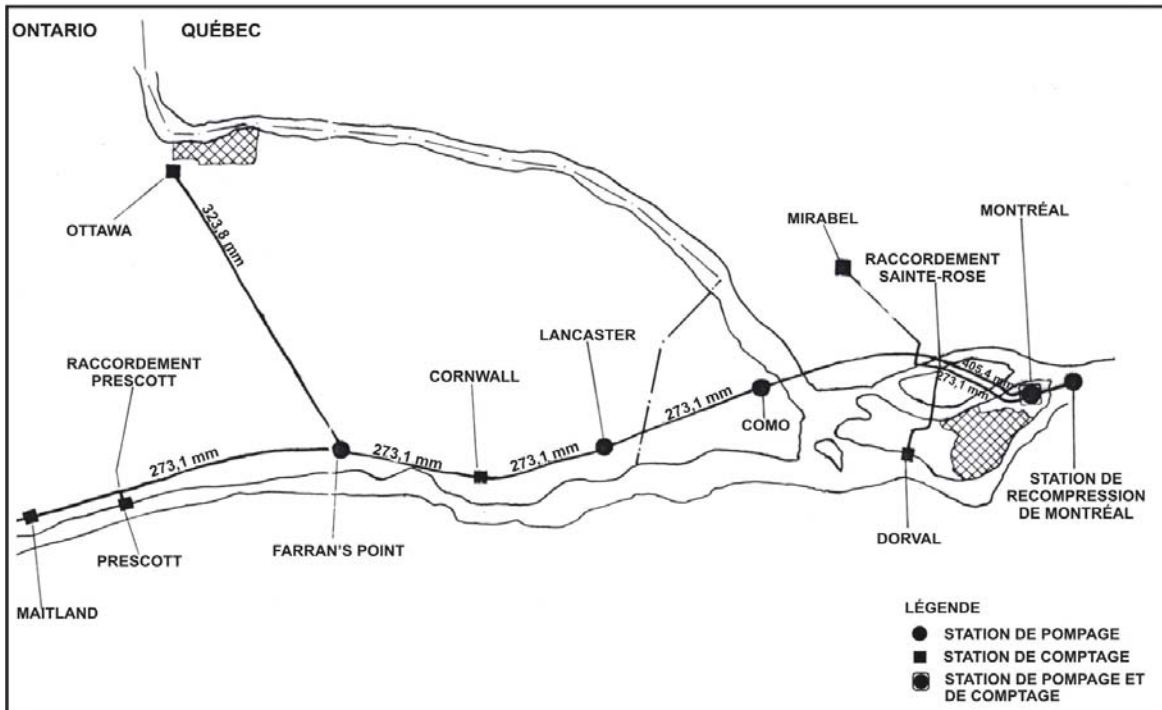 ONTARIO
QUÉBEC
OTTAWA
323,8 mm
MIRABEL
MONTRÉAL
RACCORDEMENT
SAINTE-ROSE
RACCORDEMENT
PRESCOTT
CORNWALL
LANCASTER
COMO
405,4 mm
273,1 mm
273,1 mm
273,1 mm
273,1 mm
273,1 mm
STATION DE
RECOMPRESSION
DE MONTRÉAL
DORVAL
FARRAN'S POINT
PRESCOTT
MAITLAND
LÉGENDE
STATION DE POMPAGE
STATION DE COMPTAGE
STATION DE POMPAGE ET
DE COMPTAGE